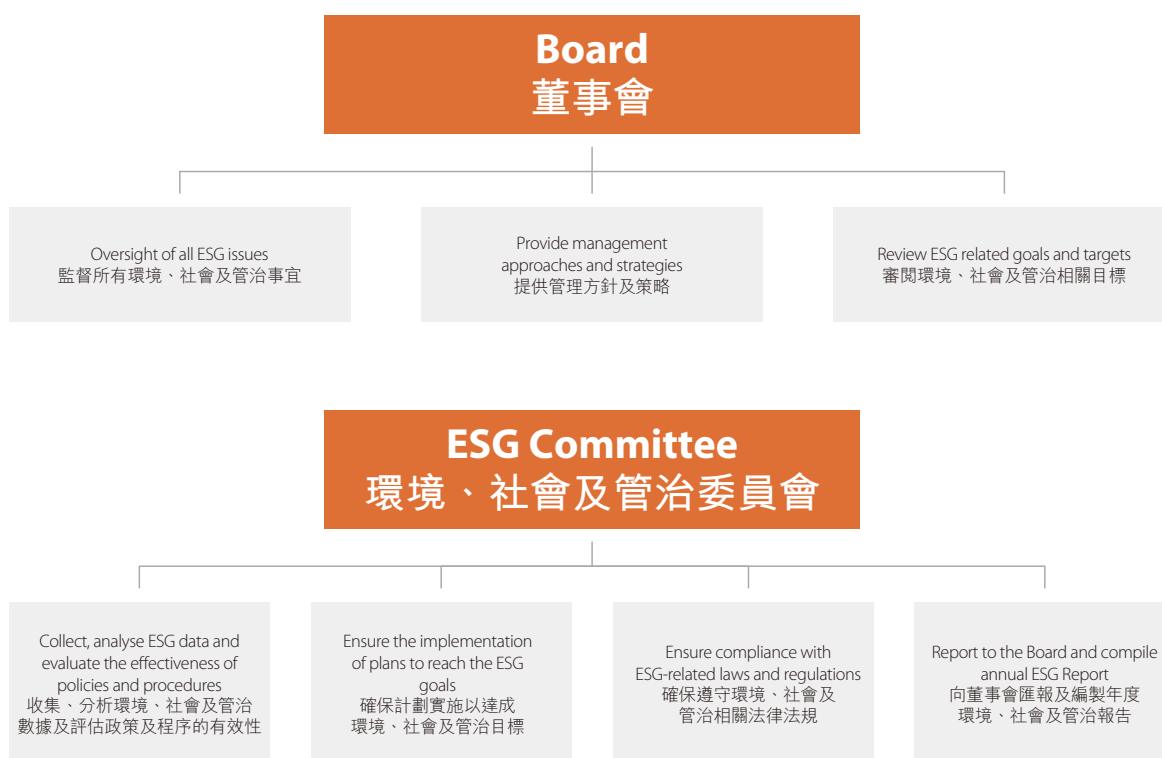 Board
董事會
Oversight of all ESG issues
監督所有環境、社會及管治事宜
Provide management
approaches and strategies
提供管理方針及策略
Review ESG related goals and targets
審閱環境、社會及管治相關目標
ESG Committee
環境、社會及管治委員會
Collect, analyse ESG data and
evaluate the effectiveness of
policies and procedures
收集、分析環境、社會及管治
數據及評估政策及程序的有效性
Ensure the implementation
of plans to reach the ESG
goals
確保計劃實施以達成
環境、社會及管治目標
Ensure compliance with
ESG-related laws and regulations
確保遵守環境、社會及
管治相關法律法規
Report to the Board and compile
annual ESG Report
向董事會匯報及編製年度
環境、社會及管治報告